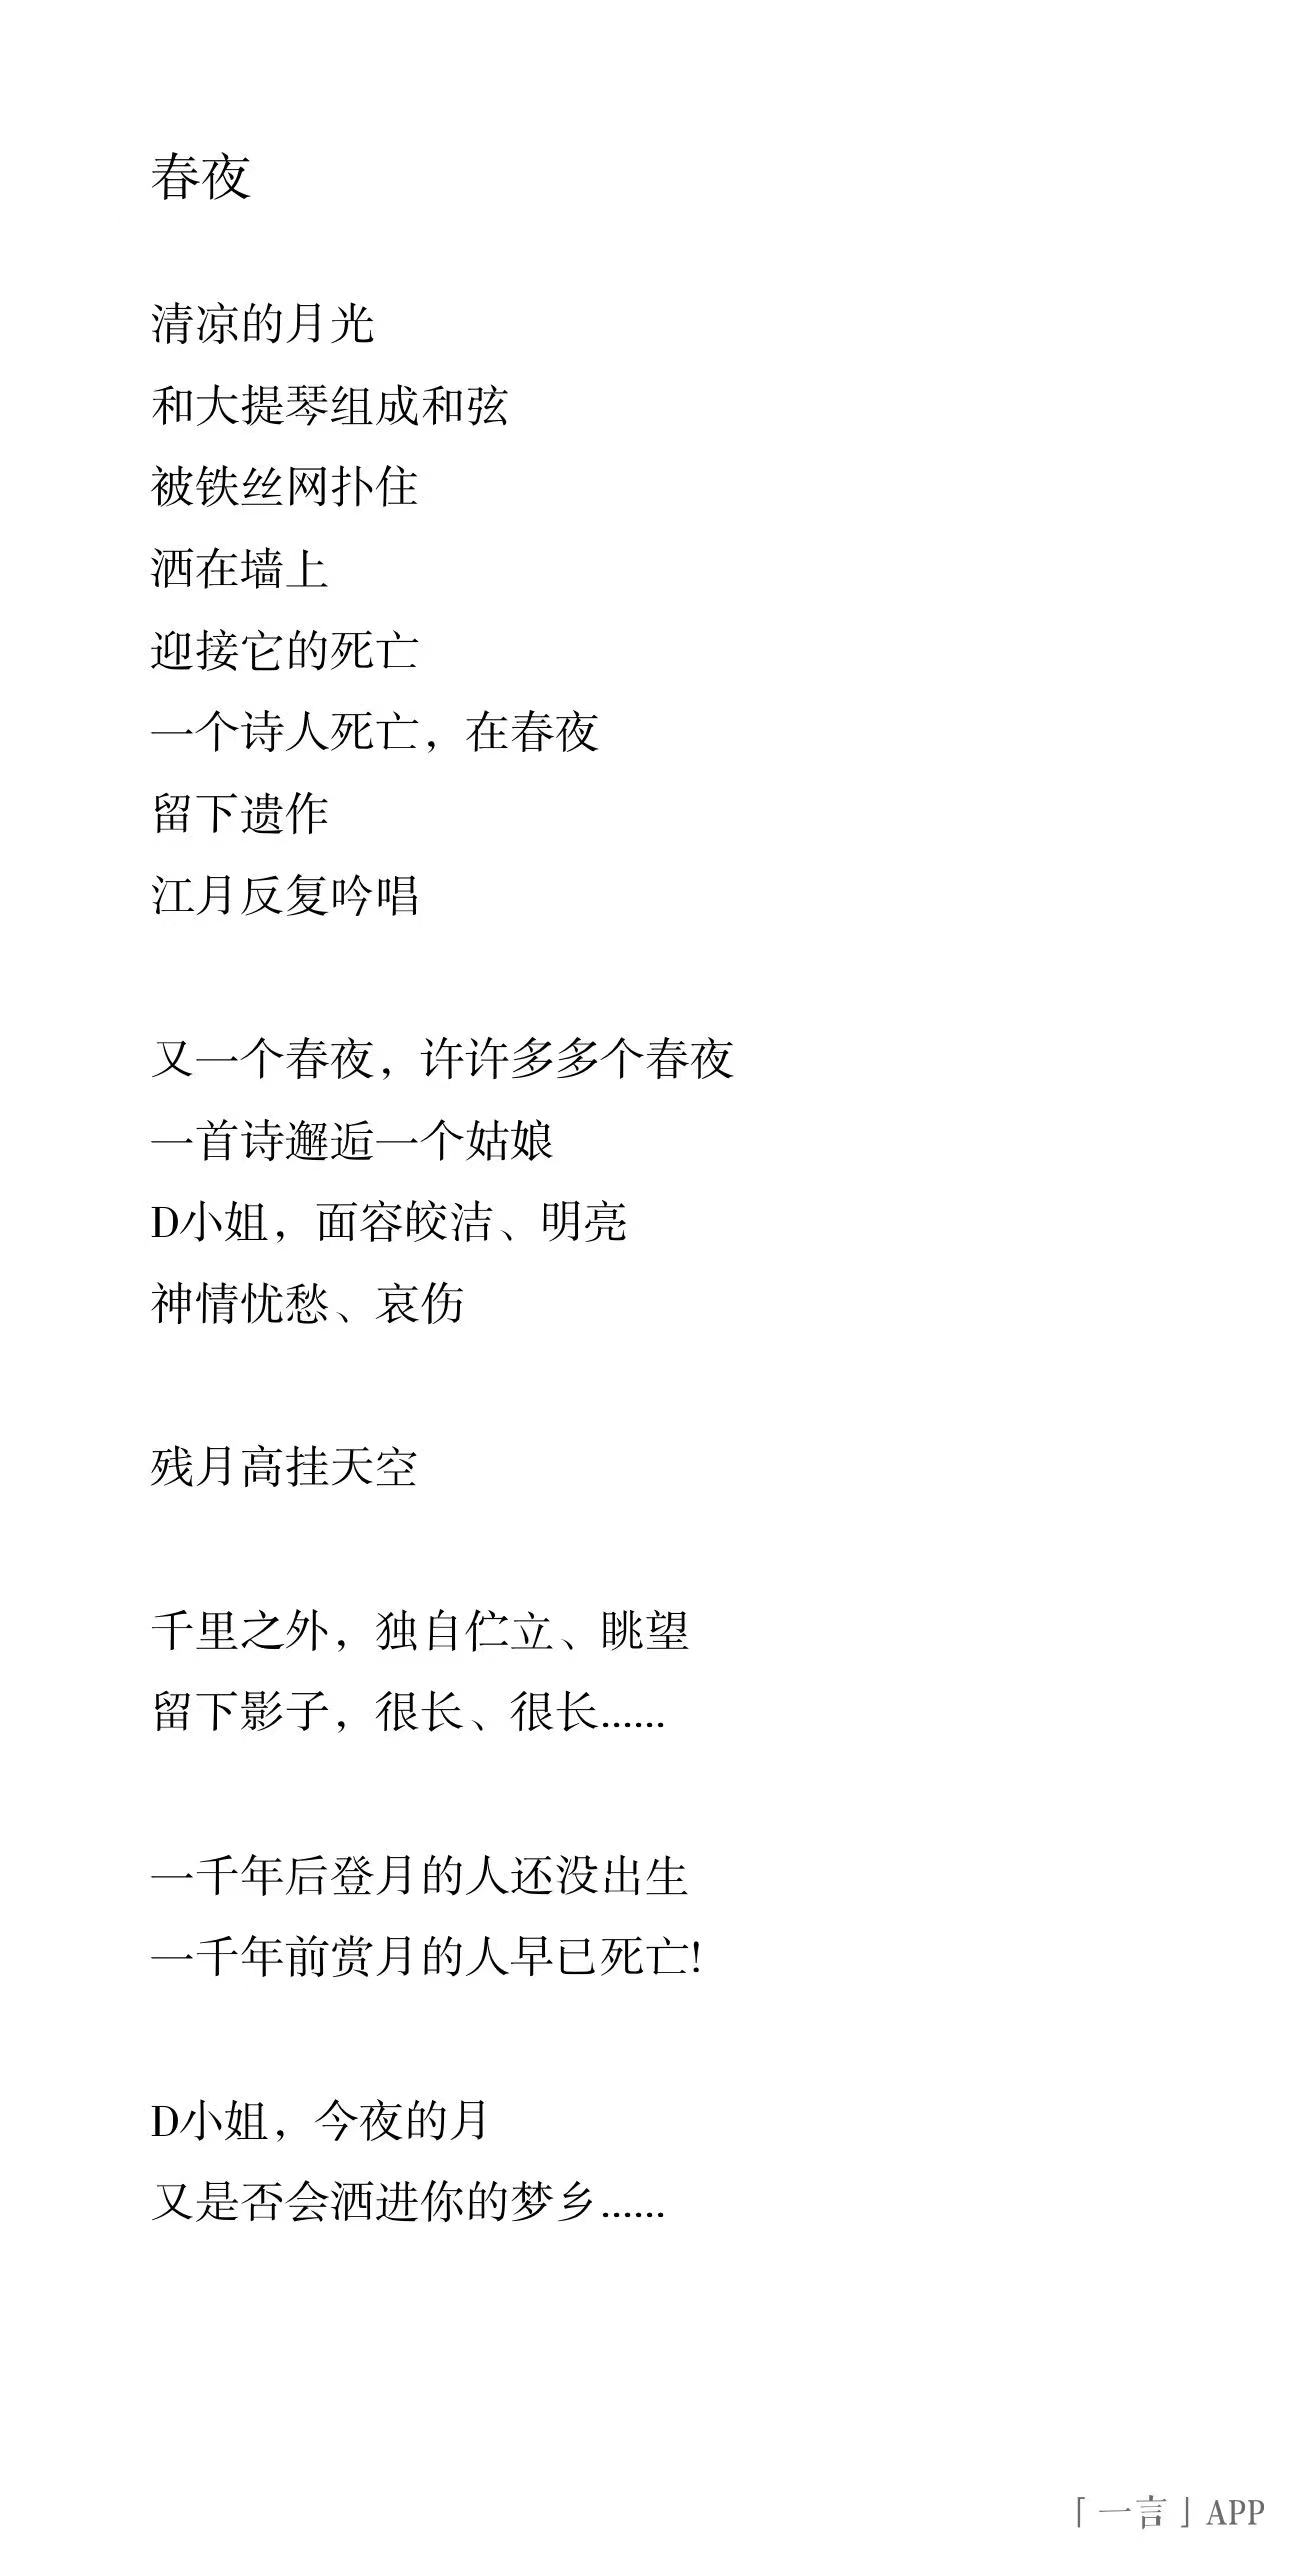 春夜
清凉的月光
和大提琴组成和弦
被铁丝网扑住
洒在墙上
迎接它的死亡
一个诗人死亡，在春夜
留下遗作
江月反复吟唱
又一个春夜，许许多多个春夜
一首诗邂逅一个姑娘
D小姐，面容皎洁、明亮
神情忧愁、哀伤
残月高挂天空
千里之外，独自伫立、眺望
留下影子，很长、很长......
一千年后登月的人还没出生
一千年前赏月的人早已死亡!
D小姐，今夜的月
又是否会洒进你的梦乡......
「一言」APP